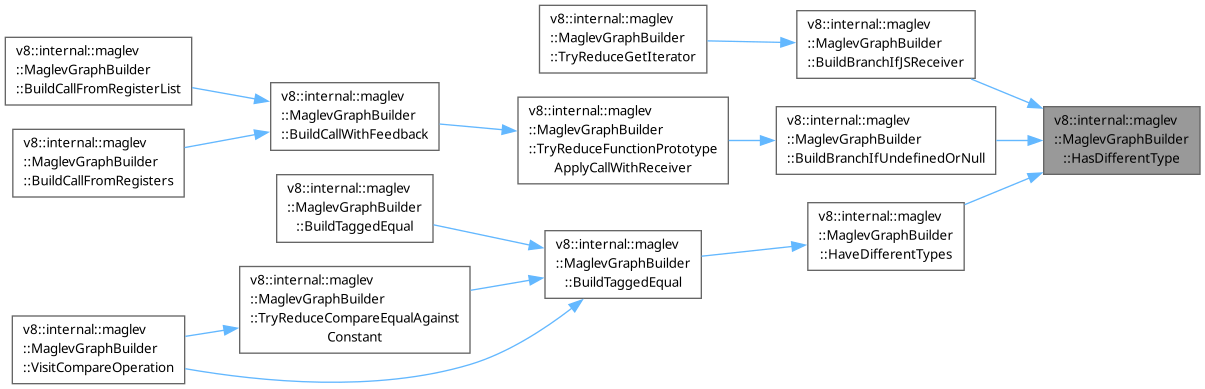 v8::internal::maglev
::MaglevGraphBuilder
::TryReduceGetIterator
v8::internal::maglev
::MaglevGraphBuilder
::BuildBranchIfJSReceiver
v8::internal::maglev
::MaglevGraphBuilder
::BuildCallFromRegisterList
v8::internal::maglev
::MaglevGraphBuilder
::BuildCallWithFeedback
v8::internal::maglev
::MaglevGraphBuilder
::TryReduceFunctionPrototype
ApplyCallWithReceiver
v8::internal::maglev
::MaglevGraphBuilder
::BuildBranchIfUndefinedOrNull
v8::internal::maglev
::MaglevGraphBuilder
::HasDifferentType
v8::internal::maglev
::MaglevGraphBuilder
::BuildCallFromRegisters
v8::internal::maglev
::MaglevGraphBuilder
::BuildTaggedEqual
v8::internal::maglev
::MaglevGraphBuilder
::HaveDifferentTypes
v8::internal::maglev
::MaglevGraphBuilder
::BuildTaggedEqual
v8::internal::maglev
::MaglevGraphBuilder
::TryReduceCompareEqualAgainst
Constant
v8::internal::maglev
::MaglevGraphBuilder
::VisitCompareOperation